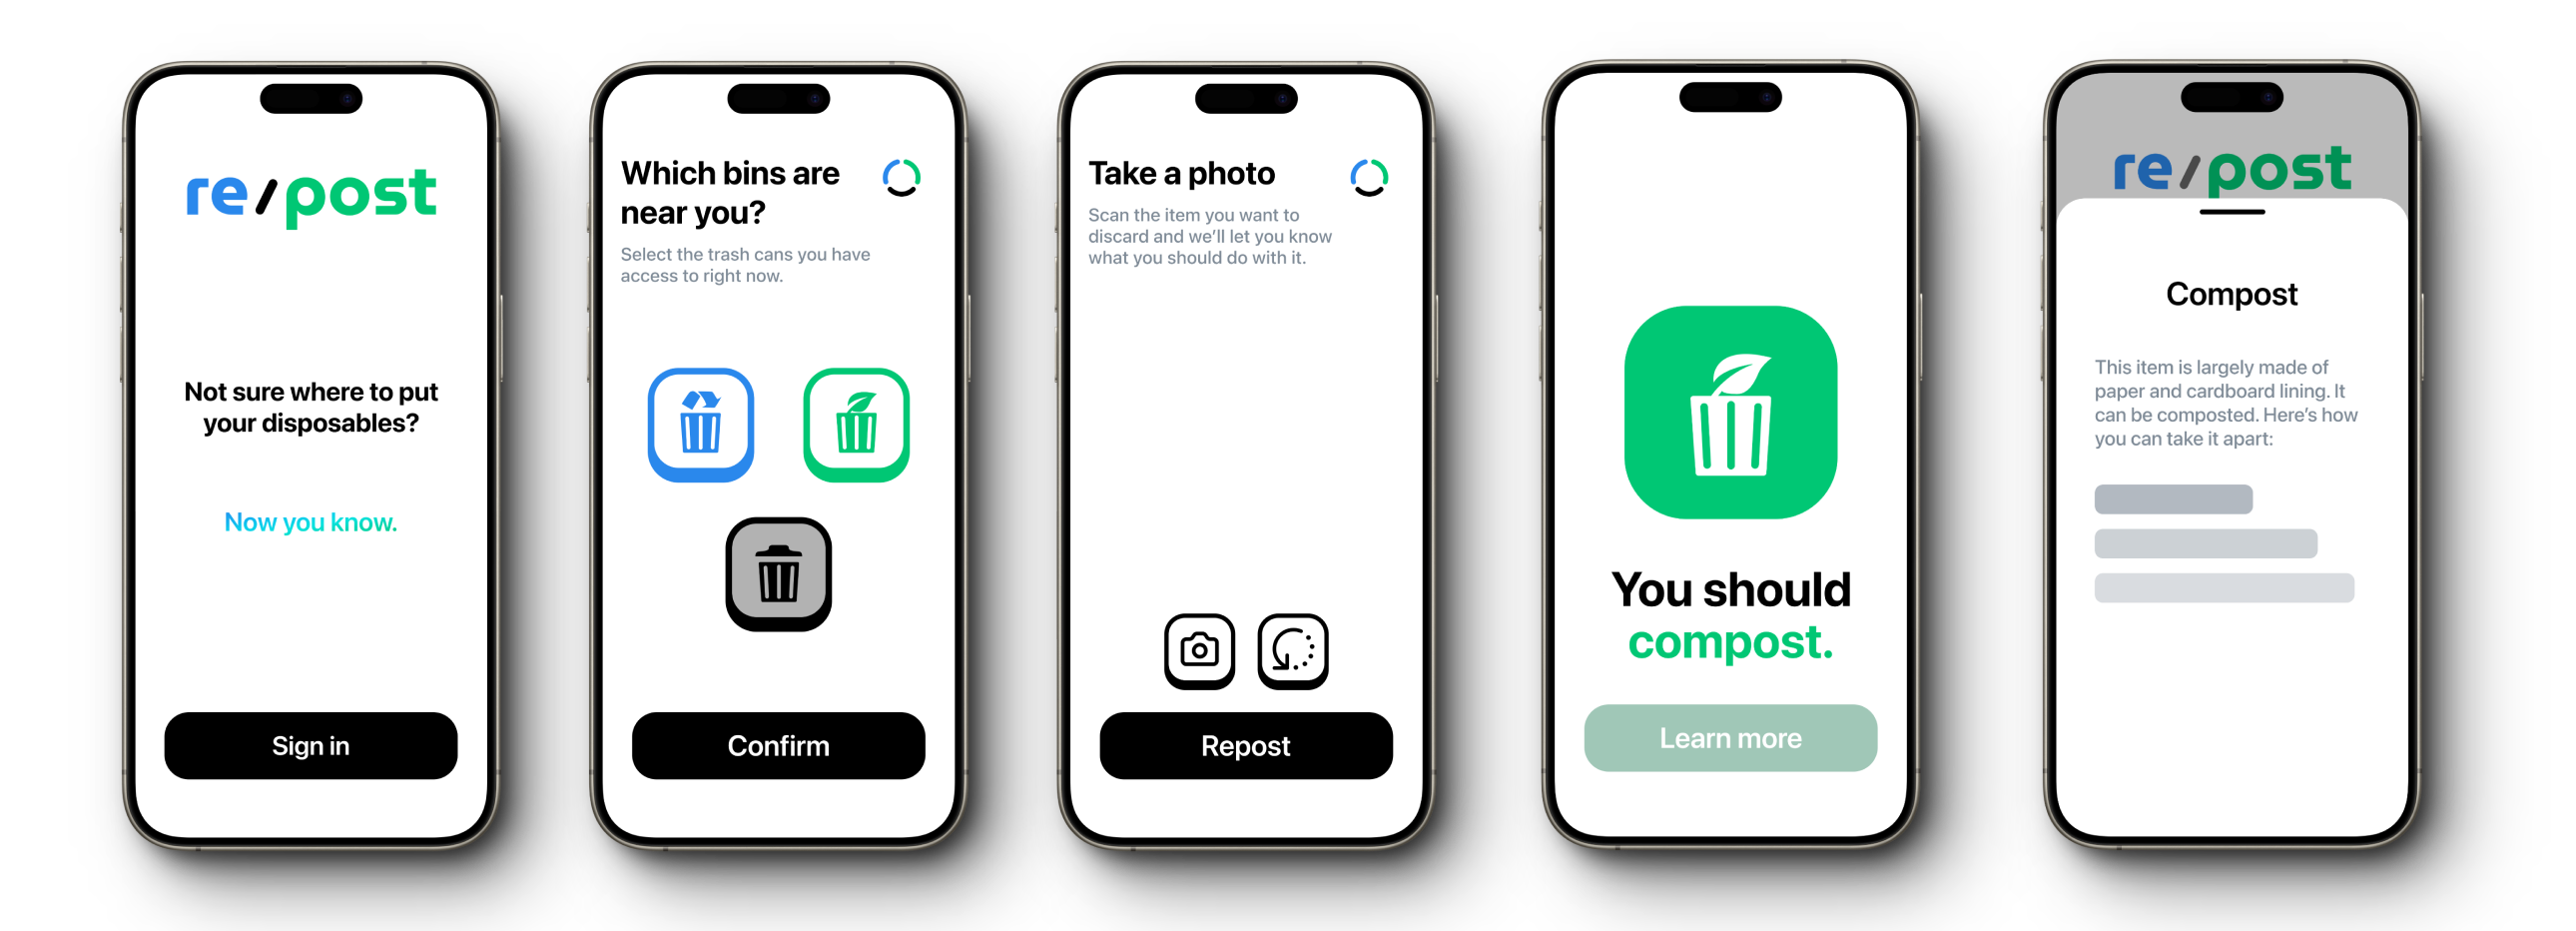 re/post
Not sure where to put
your disposables?
Now you know.
Sign in
Which bins are
near you?
Select the trash cans you have
access to right now.
Confirm
Take a photo
Scan the item you want to
discard and we'll let you know
what you should do with it.
Repost
You should
compost.
Learn more
re/post
Compost
This item is largely made of
paper and cardboard lining. It
can be composted. Here's how
you can take it apart: